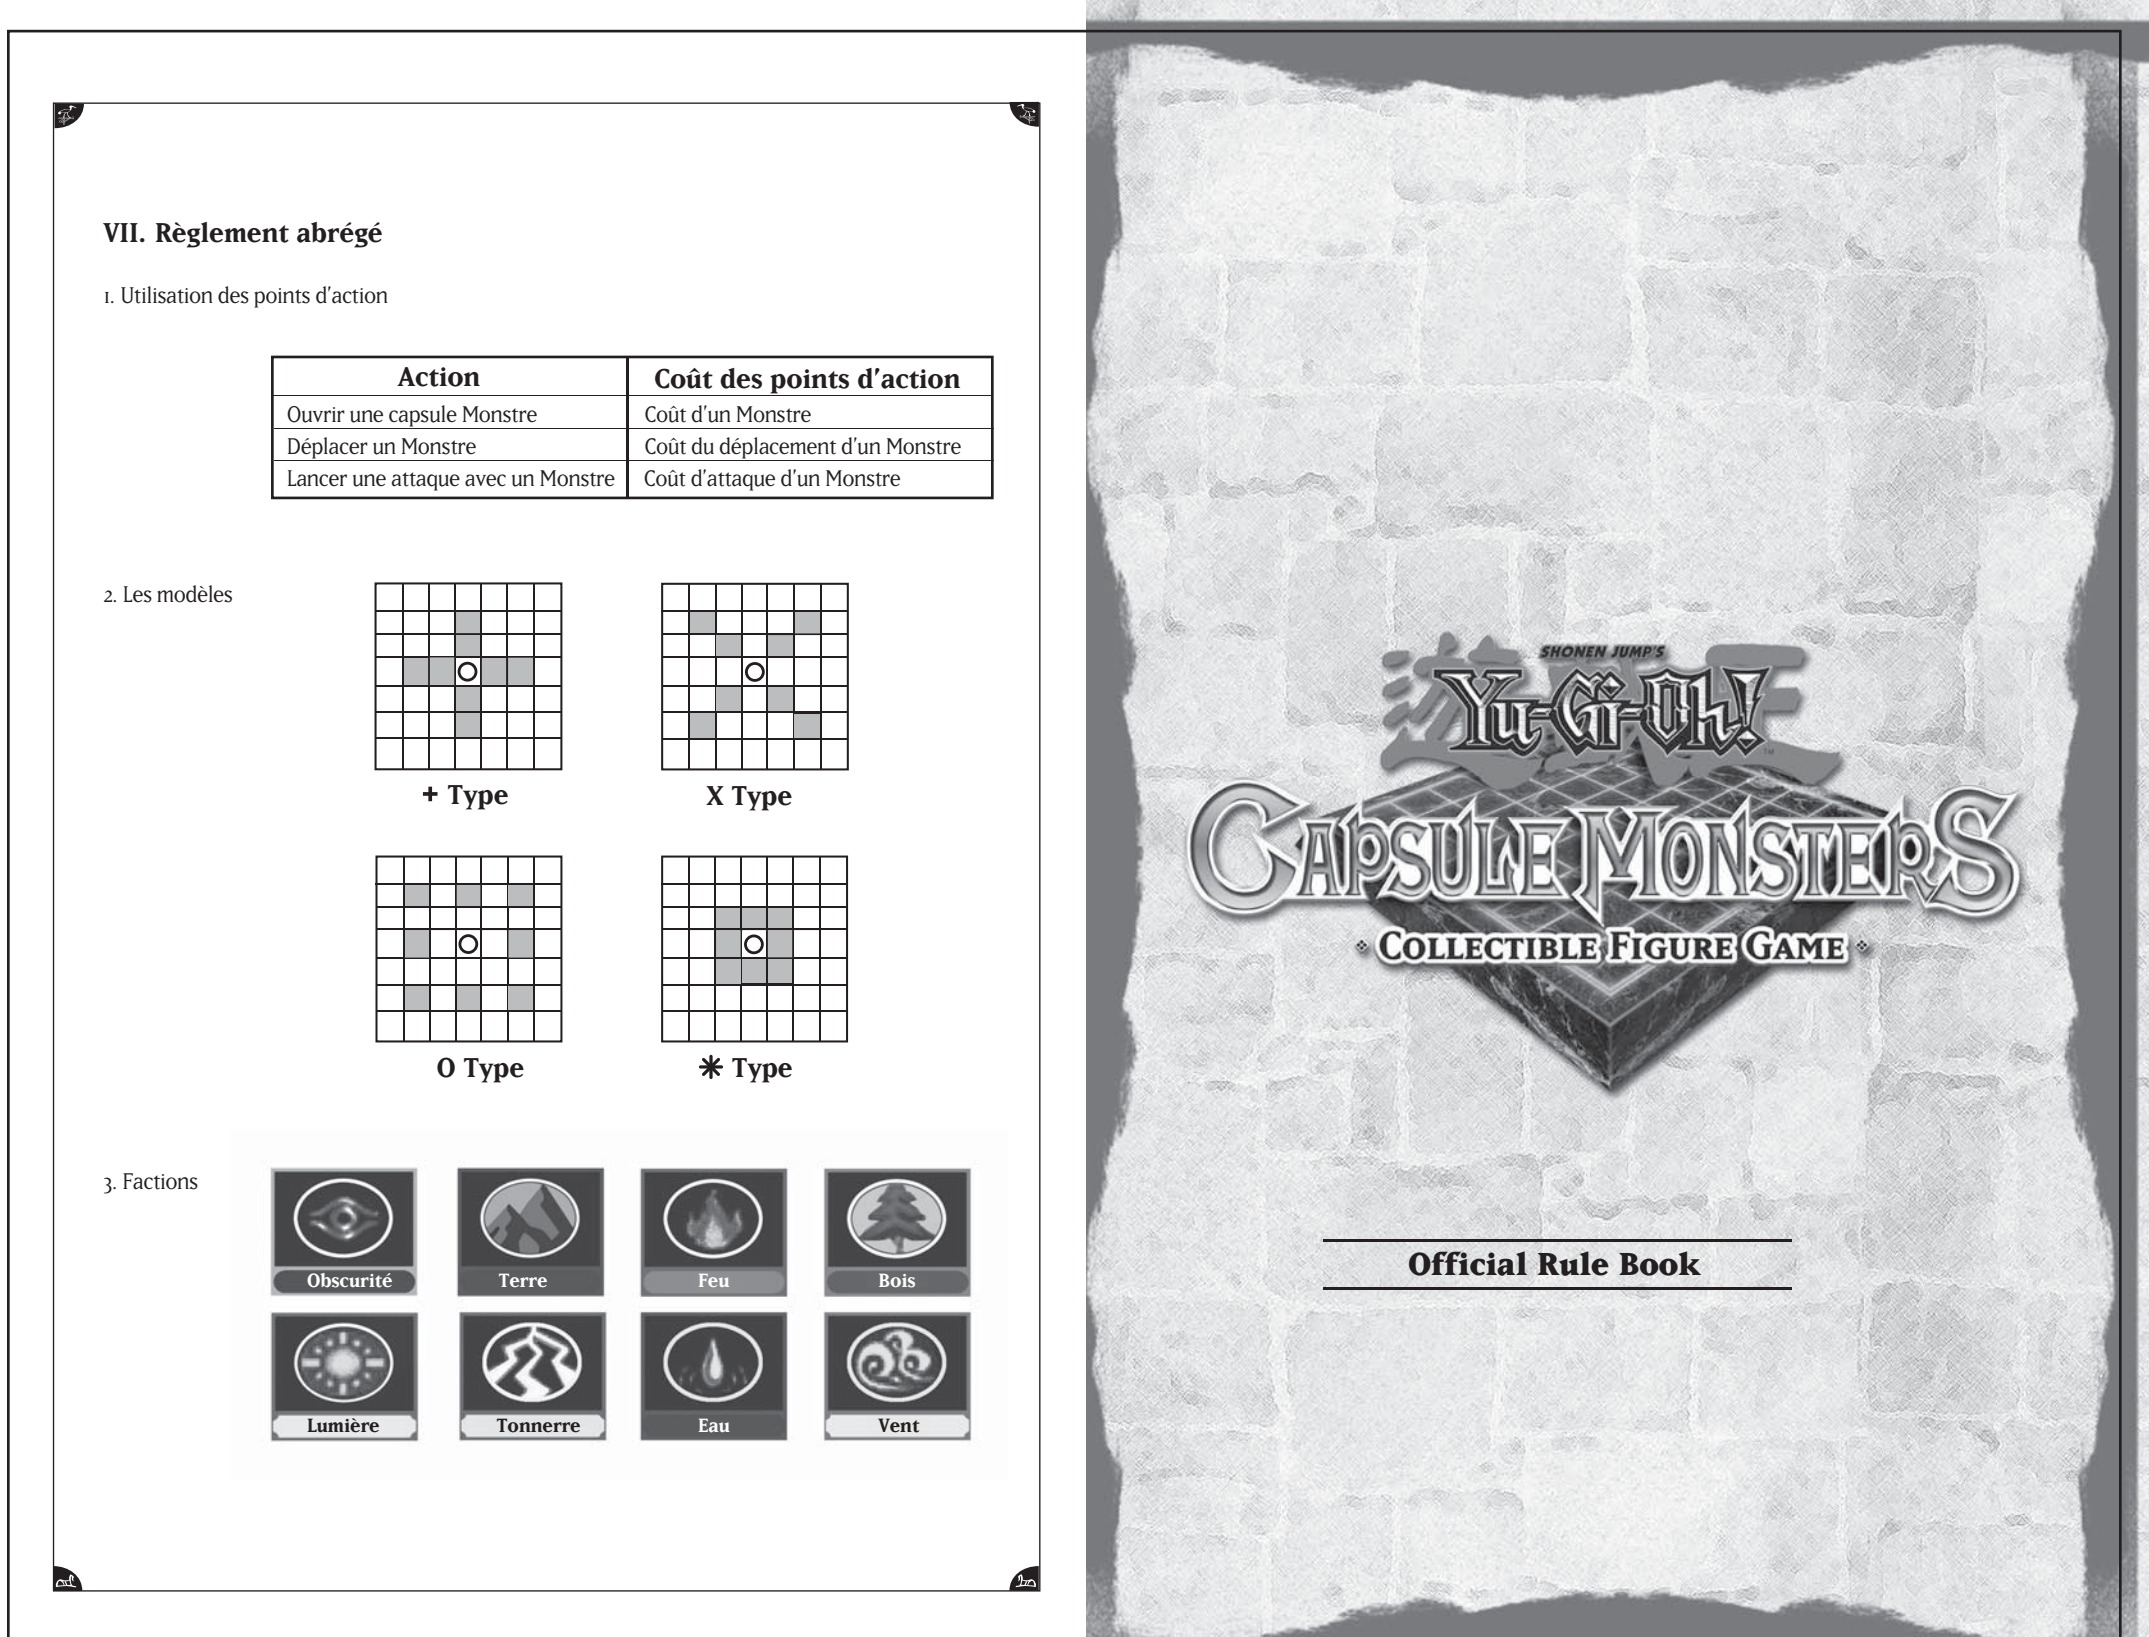 VII. Règlement abrégé
1. Utilisation des points d'action
Action Coût des points d'action
Ouvrir une capsule Monstre Coût d'un Monstre
Déplacer un Monstre Coût du déplacement d'un Monstre
Lancer une attaque avec un Monstre Coût d'attaque d'un Monstre
2. Les modèles
+ Type X Type
O Type ✳ Type
3. Factions
Obscurité Terre Feu Bois
Lumière Tonnerre Eau Vent
SHONEN JUMP'S
Yu-Gi-Oh!
™
CAPSULE MONSTERS
COLLECTIBLE FIGURE GAME
Official Rule Book